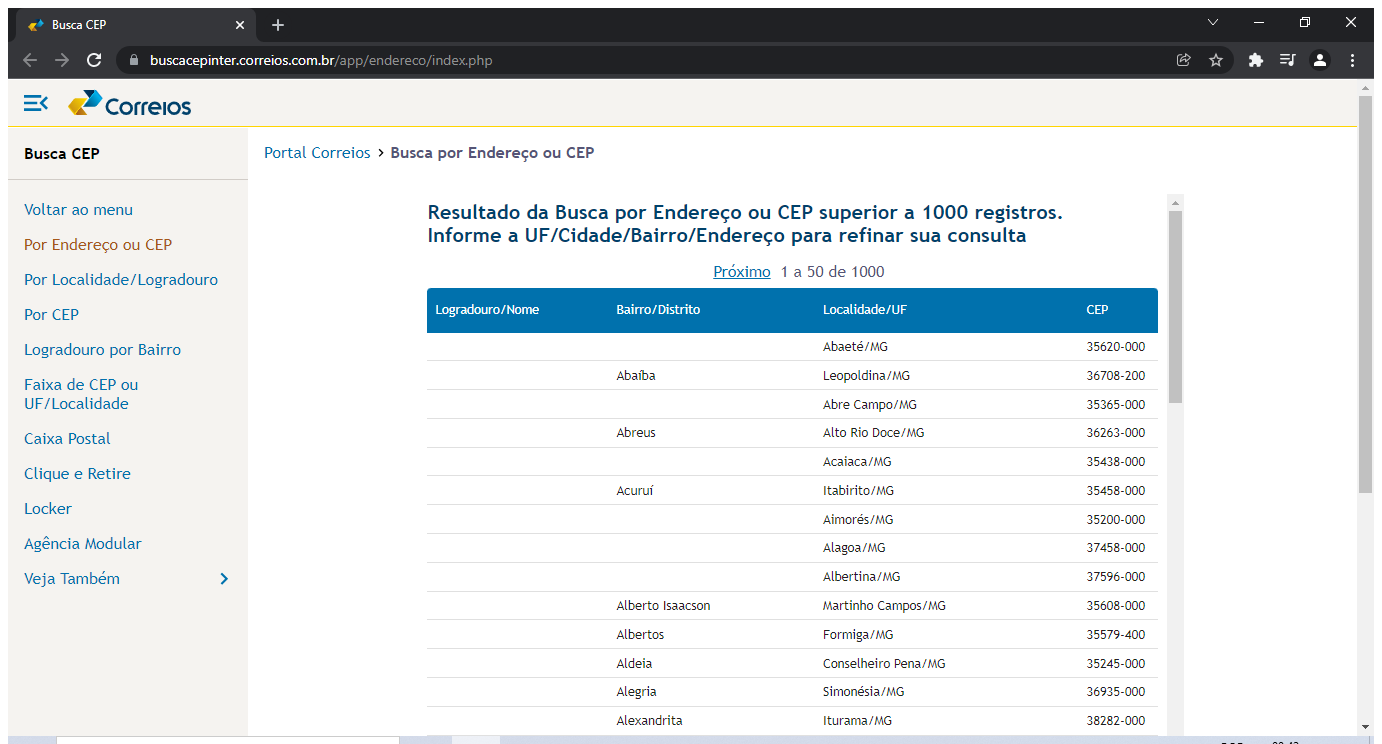 Busca CEP
buscacepinter.correios.com.br/app/endereco/index.php
Correios
Busca CEP
Voltar ao menu
Por Endereço ou CEP
Por Localidade/Logradouro
Por CEP
Logradouro por Bairro
Faixa de CEP ou
UF/Localidade
Caixa Postal
Clique e Retire
Locker
Agência Modular
Veja Também
Portal Correios > Busca por Endereço ou CEP
Resultado da Busca por Endereço ou CEP superior a 1000 registros.
Informe a UF/Cidade/Bairro/Endereço para refinar sua consulta
Próximo 1 a 50 de 1000
Logradouro/Nome Bairro/Distrito Localidade/UF CEP
Abaeté/MG 35620-000
Abaíba Leopoldina/MG 36708-200
Abre Campo/MG 35365-000
Abreus Alto Rio Doce/MG 36263-000
Acaiaca/MG 35438-000
Acuruí Itabirito/MG 35458-000
Aimorés/MG 35200-000
Alagoa/MG 37458-000
Albertina/MG 37596-000
Alberto Isaacson Martinho Campos/MG 35608-000
Albertos Formiga/MG 35579-400
Aldeia Conselheiro Pena/MG 35245-000
Alegria Simonésia/MG 36935-000
Alexandrita Iturama/MG 38282-000